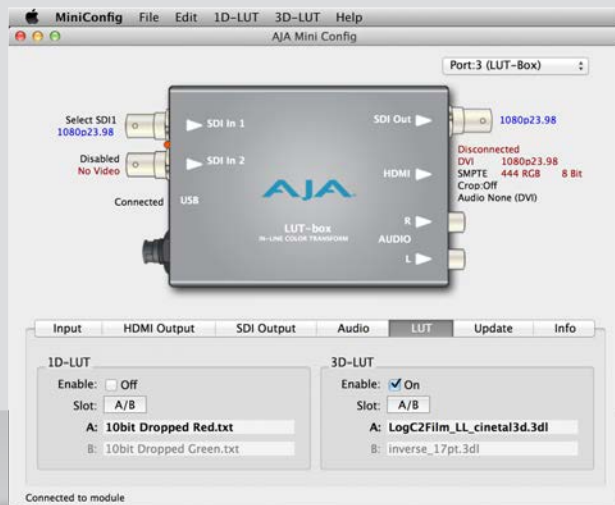 MiniConfig File Edit 1D-LUT 3D-LUT Help
AJA Mini Config
Port:3 (LUT-Box)
Select SDI1
1080p23.98
SDI In 1
SDI Out
1080p23.98
Disabled
No Video
SDI In 2
Disconnected
DVI 1080p23.98
SMPTE 444 RGB 8 Bit
Crop:Off
Audio None (DVI)
HDMI
Connected
USB
AJA
LUT-box
IN-LINE COLOR TRANSFORM
R
AUDIO
L
Input HDMI Output SDI Output Audio LUT Update Info
1D-LUT
Enable: Off
Slot: A/B
A: 10bit Dropped Red.txt
B: 10bit Dropped Green.txt
3D-LUT
Enable: On
Slot: A/B
A: LogC2Film_LL_cinetal3d.3dl
B: inverse_17pt.3dl
Connected to module